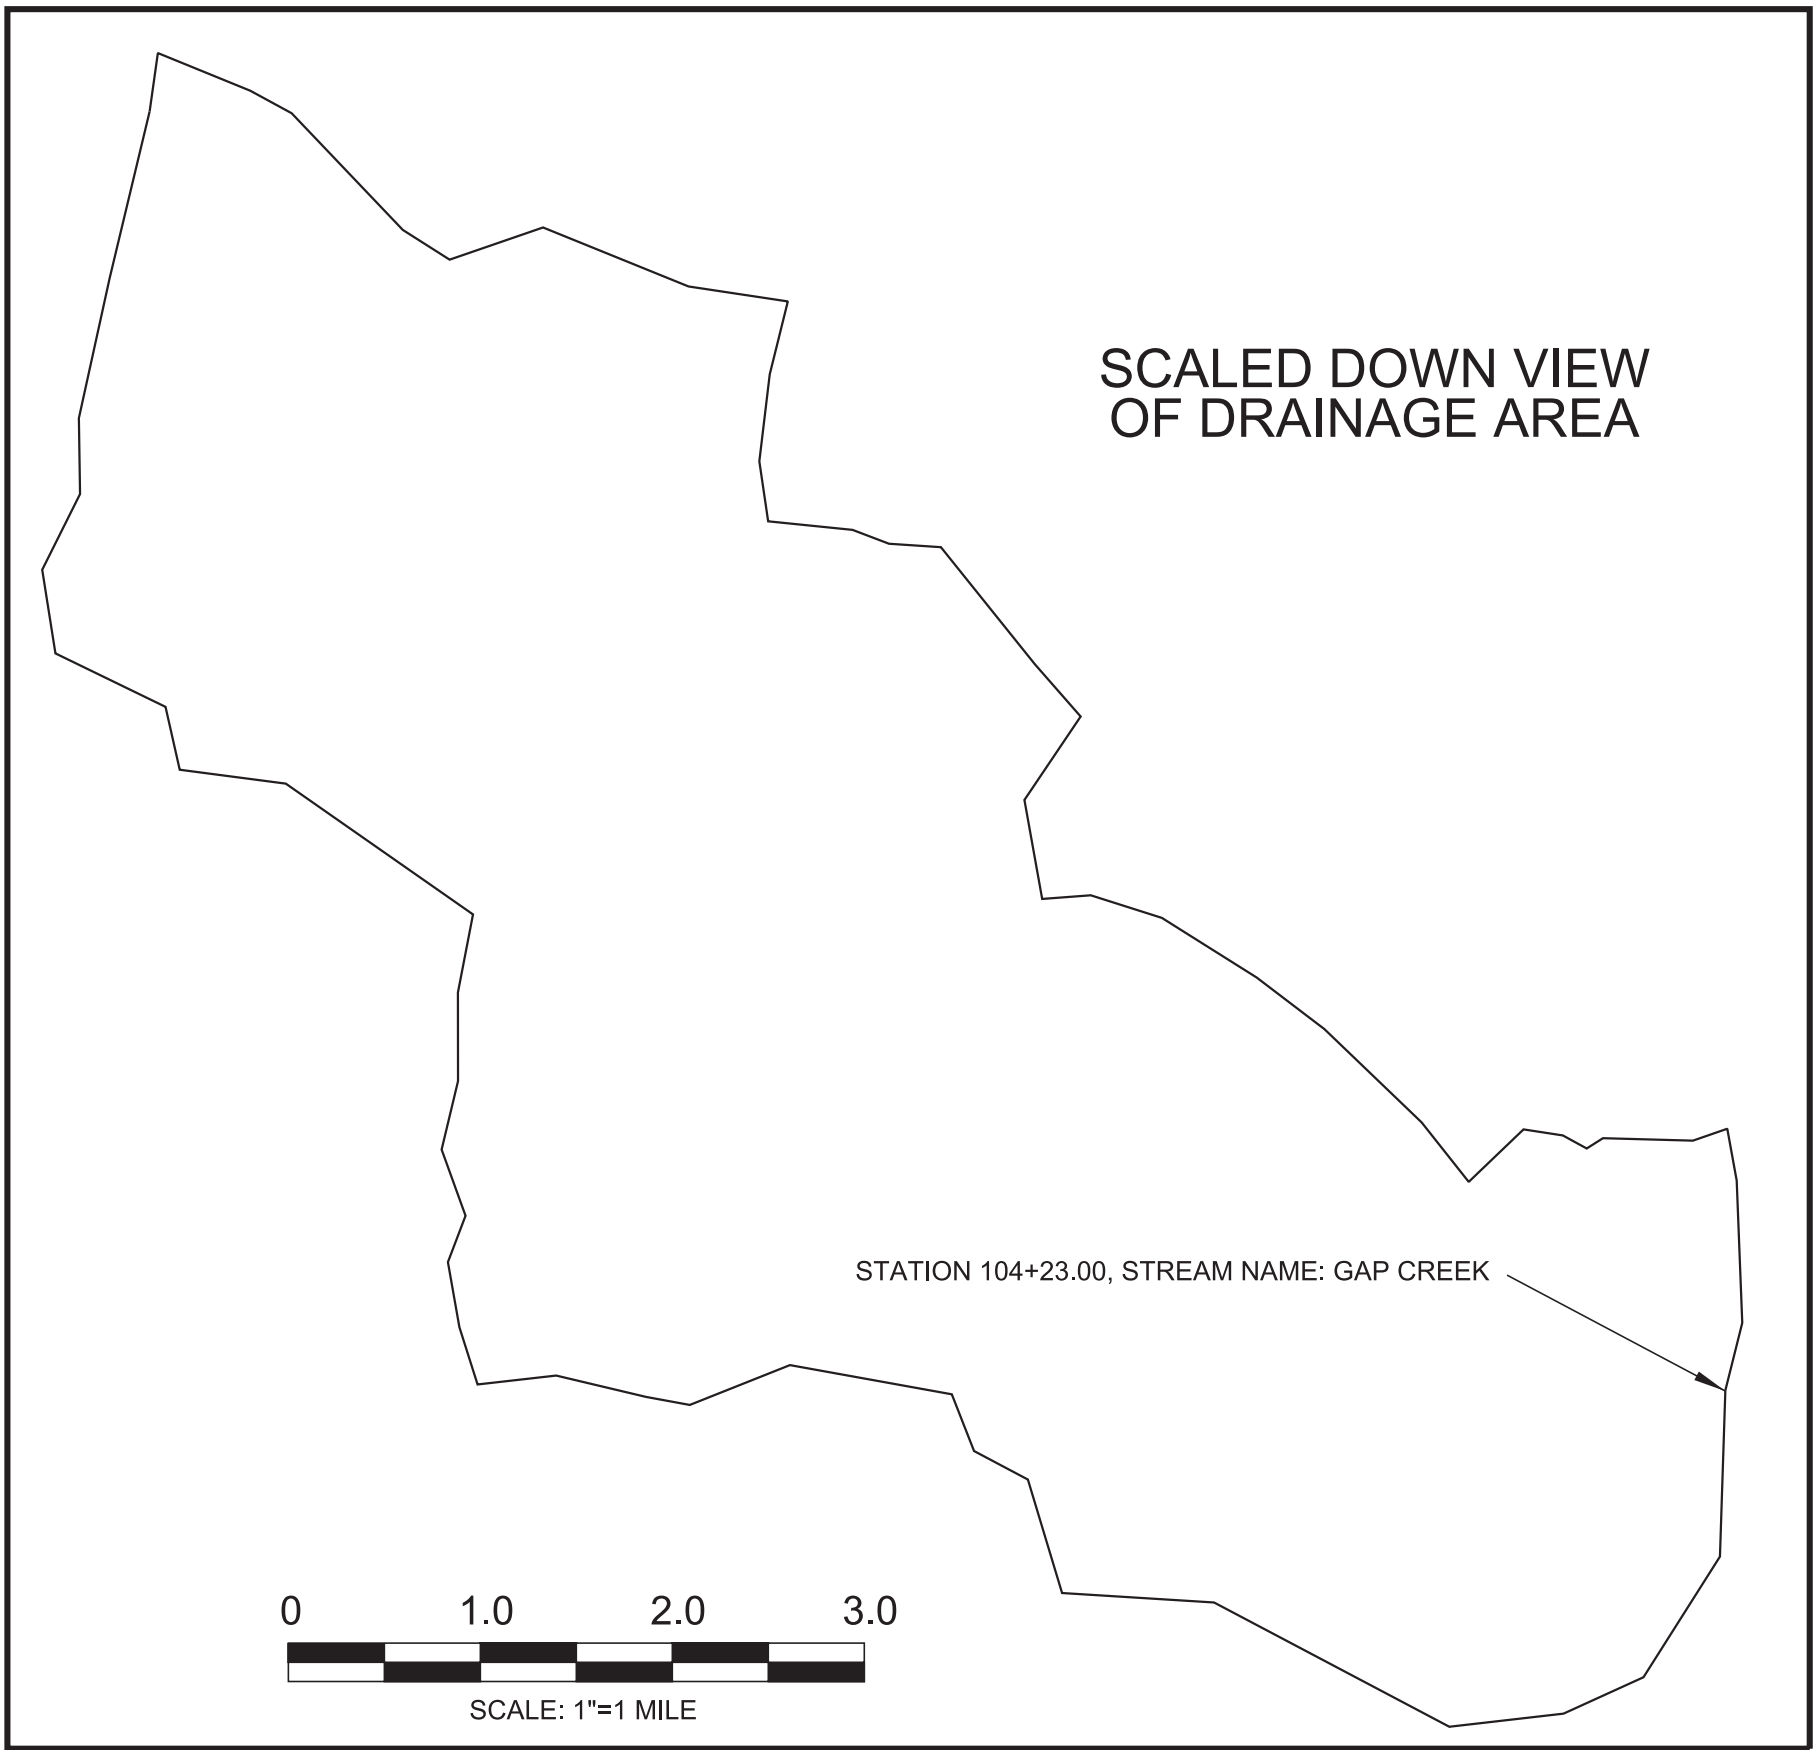 SCALED DOWN VIEW
OF DRAINAGE AREA
STATION 104+23.00, STREAM NAME: GAP CREEK
0 1.0 2.0 3.0
SCALE: 1"=1 MILE